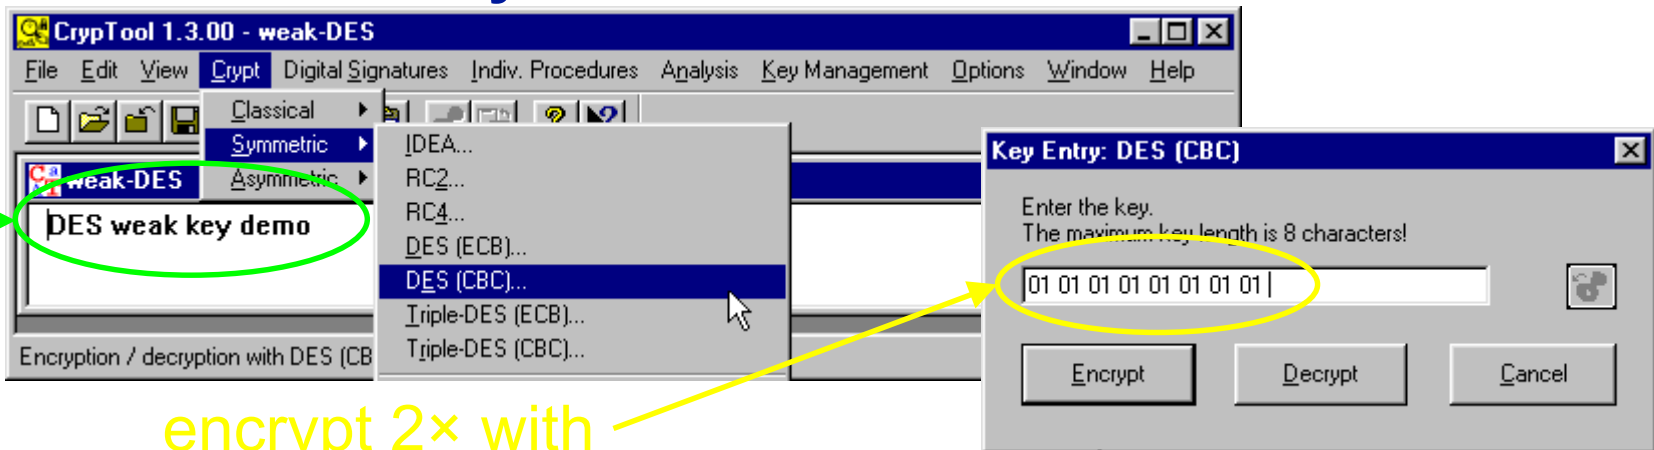 CrypTool 1.3.00 - weak-DES
File Edit View Crypt Digital Signatures Indiv. Procedures Analysis Key Management Options Window Help
Classical
Symmetric
Asymmetric
weak-DES
DES weak key demo
IDEA...
RC2...
RC4...
DES (ECB)...
DES (CBC)...
Triple-DES (ECB)...
Triple-DES (CBC)...
Encryption / decryption with DES (CB
Key Entry: DES (CBC)
Enter the key.
The maximum key length is 8 characters!
01 01 01 01 01 01 01 01
Encrypt Decrypt Cancel
encrypt 2× with